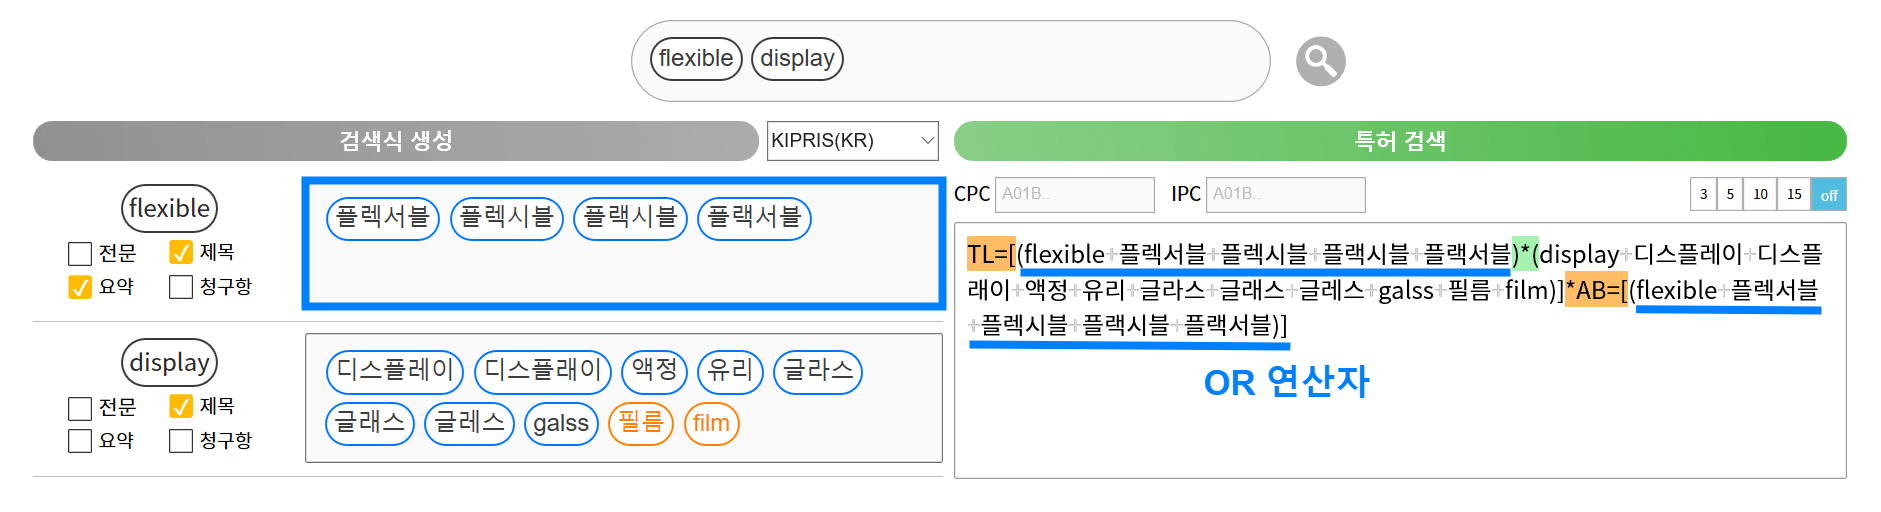 flexible display
검색식 생성 KIPRIS(KR) 특허 검색
flexible
전문 제목
요약 청구항
플렉서블 플렉시블 플랙시블 플랙서블
CPC A01B.. IPC A01B.. 3 5 10 15 off
TL=[(flexible+플렉서블+플렉시블+플랙시블+플랙서블)*(display+디스플레이+디스플
래이+액정+유리+글라스+글래스+글레스+galss+필름+film)]*AB=[(flexible+플렉서블
+플렉시블+플랙시블+플랙서블)]
OR 연산자
display
전문 제목
요약 청구항
디스플레이 디스플래이 액정 유리 글라스
글래스 글레스 galss 필름 film